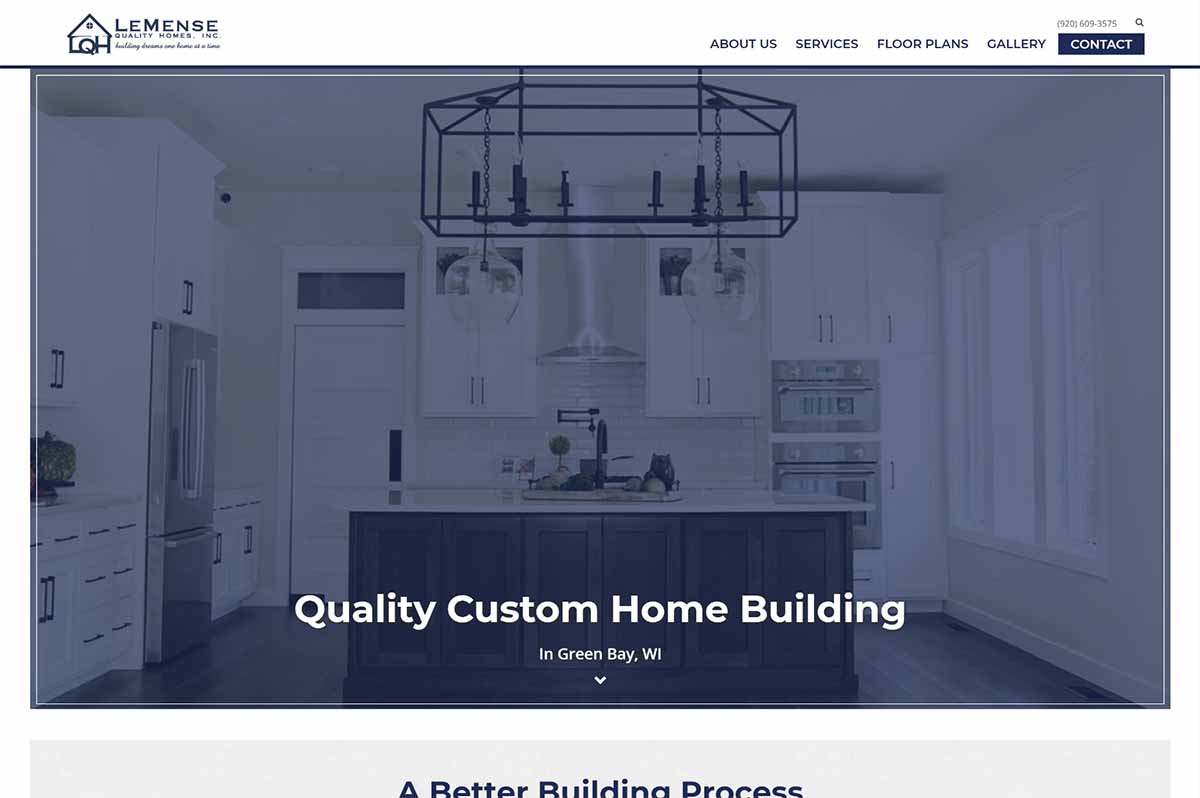 LEMENSE
QUALITY HOMES, INC.
LQH
building dreams one home at a time
(920) 609-3575
ABOUT US SERVICES FLOOR PLANS GALLERY CONTACT
Quality Custom Home Building
In Green Bay, WI
A Better Building Process